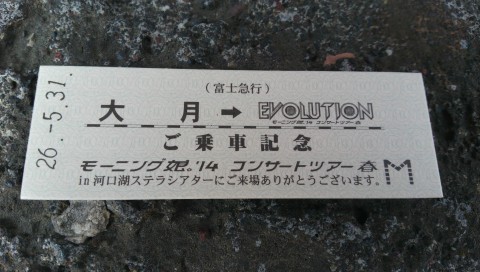 (富士急行)
大月→EVOLUTION
モーニング娘。'14 コンサートツアー春
ご乗車記念
モーニング娘。'14 コンサートツアー春 M
in 河口湖ステラシアターにご来場ありがとうございます。
26.-5.31.